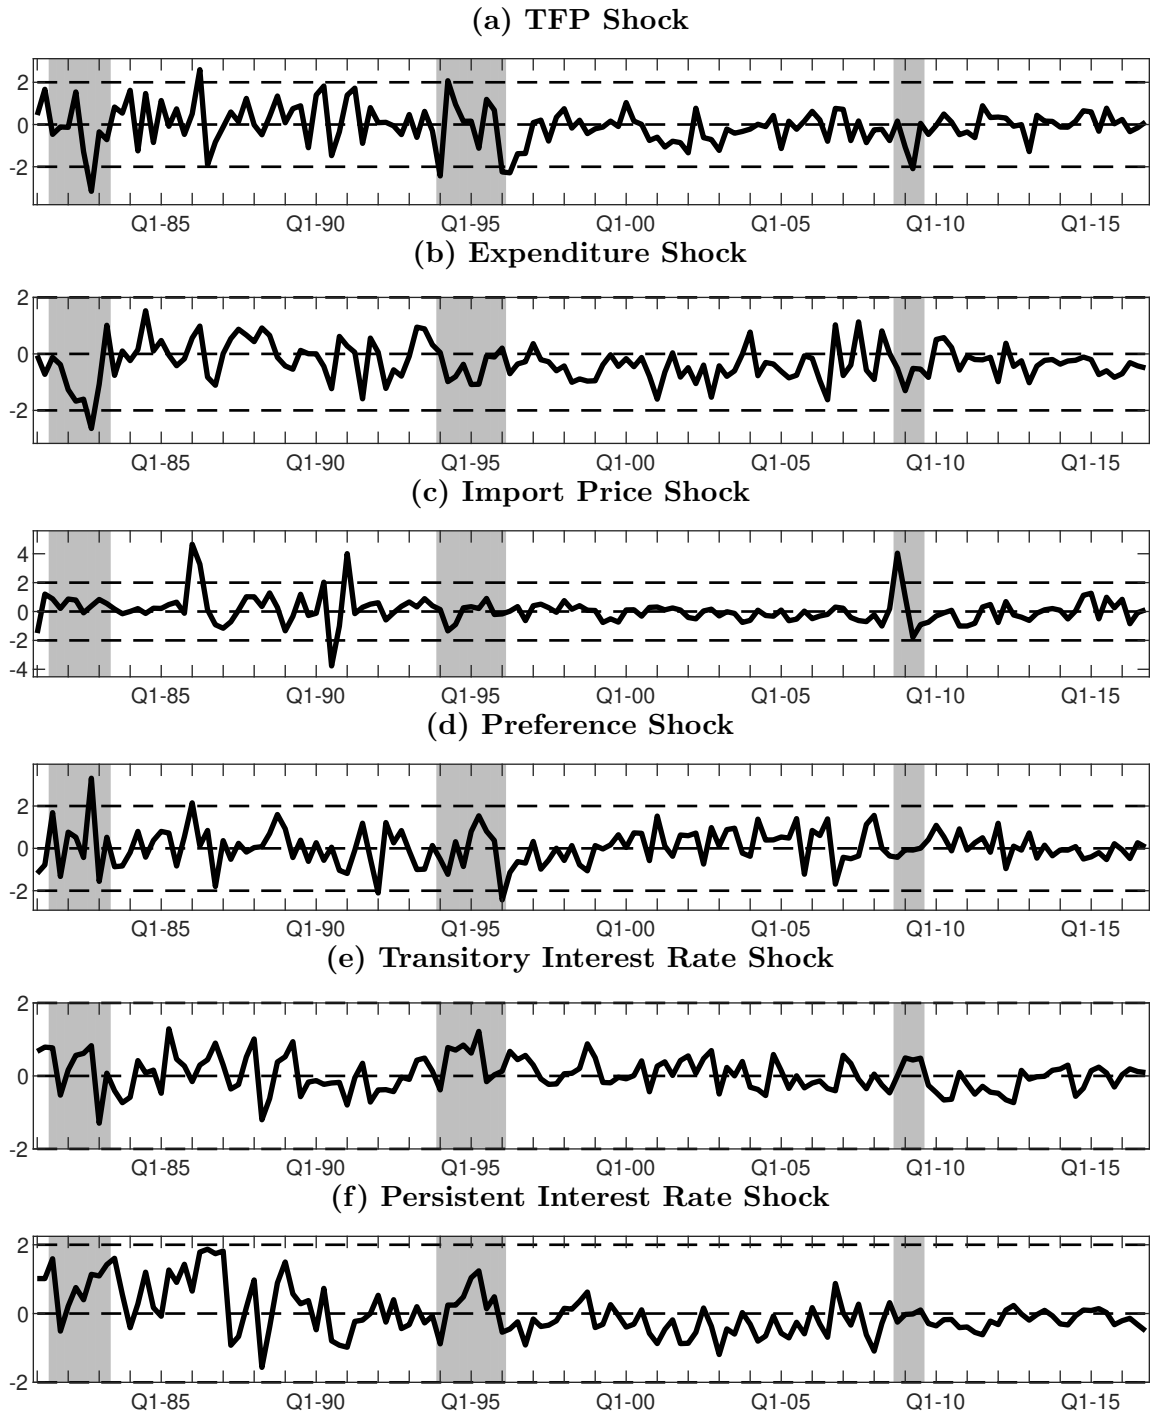 (a) TFP Shock
2
0
-2
Q1-85 Q1-90 Q1-95 Q1-00 Q1-05 Q1-10 Q1-15
(b) Expenditure Shock
2
0
-2
Q1-85 Q1-90 Q1-95 Q1-00 Q1-05 Q1-10 Q1-15
(c) Import Price Shock
4
2
0
-2
-4
Q1-85 Q1-90 Q1-95 Q1-00 Q1-05 Q1-10 Q1-15
(d) Preference Shock
2
0
-2
Q1-85 Q1-90 Q1-95 Q1-00 Q1-05 Q1-10 Q1-15
(e) Transitory Interest Rate Shock
2
0
-2
Q1-85 Q1-90 Q1-95 Q1-00 Q1-05 Q1-10 Q1-15
(f) Persistent Interest Rate Shock
2
0
-2
Q1-85 Q1-90 Q1-95 Q1-00 Q1-05 Q1-10 Q1-15